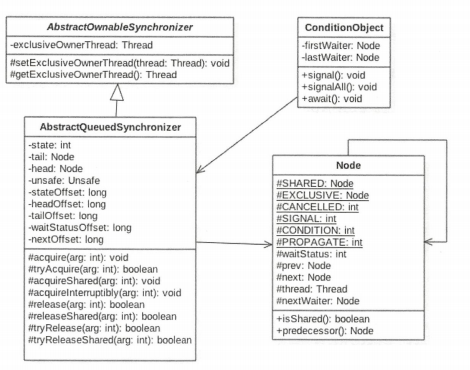 AbstractOwnableSynchronizer
-exclusiveOwnerThread: Thread
#setExclusiveOwnerThread(thread: Thread): void
#getExclusiveOwnerThread(): Thread
ConditionObject
-firstWaiter: Node
-lastWaiter: Node
+signal(): void
+signalAll(): void
+await(): void
AbstractQueuedSynchronizer
-state: int
-tail: Node
-head: Node
-unsafe: Unsafe
-stateOffset: long
-headOffset: long
-tailOffset: long
-waitStatusOffset: long
-nextOffset: long
#acquire(arg: int): void
#tryAcquire(arg: int): boolean
#acquireShared(arg: int): void
#acquireInterruptibly(arg: int): void
#release(arg: int): boolean
#releaseShared(arg: int): boolean
#tryRelease(arg: int): boolean
#tryReleaseShared(arg: int): boolean
Node
#SHARED: Node
#EXCLUSIVE: Node
#CANCELLED: int
#SIGNAL: int
#CONDITION: int
#PROPAGATE: int
#waitStatus: int
#prev: Node
#next: Node
#thread: Thread
#nextWaiter: Node
+isShared(): boolean
+predecessor(): Node